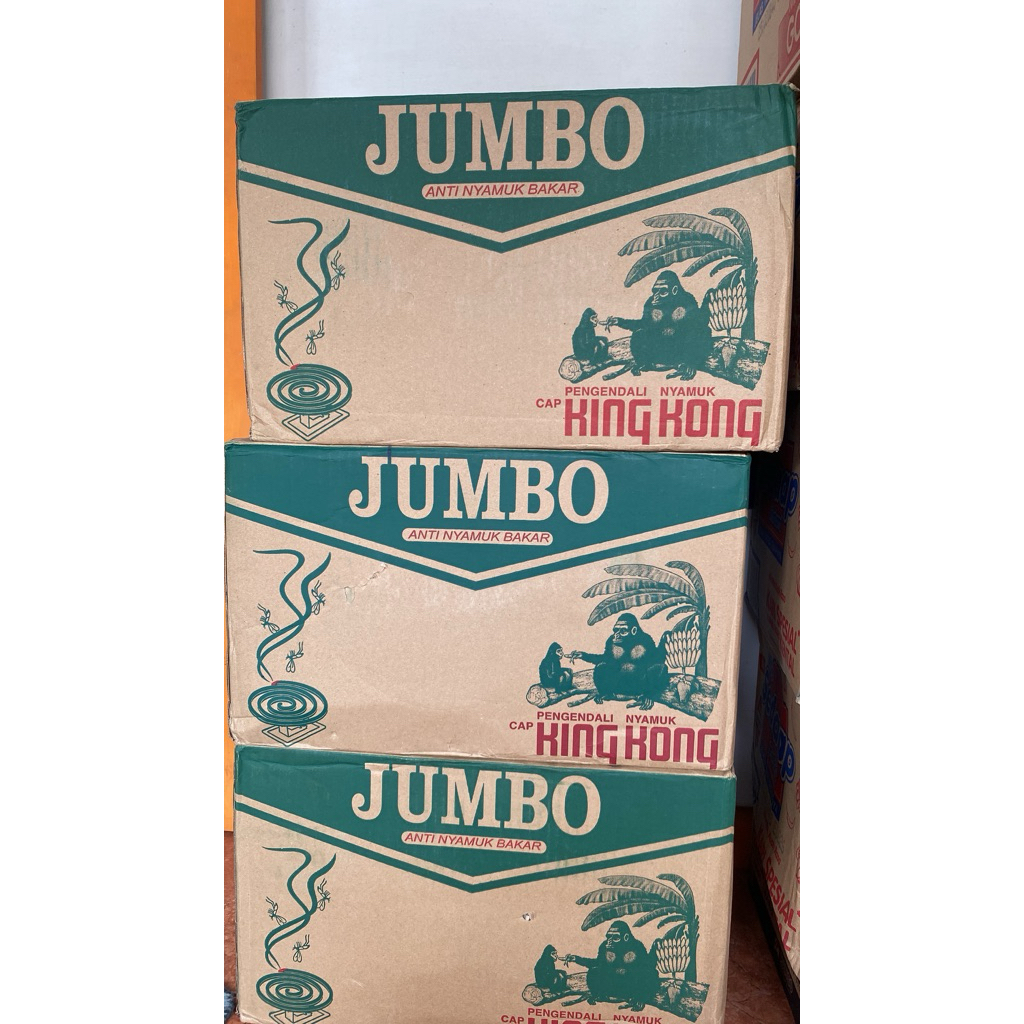 JUMBO
ANTI NYAMUK BAKAR
PENGENDALI NYAMUK
CAP KING KONG
JUMBO
ANTI NYAMUK BAKAR
PENGENDALI NYAMUK
CAP KING KONG
JUMBO
ANTI NYAMUK BAKAR
PENGENDALI NYAMUK
CAP
SPESIAL